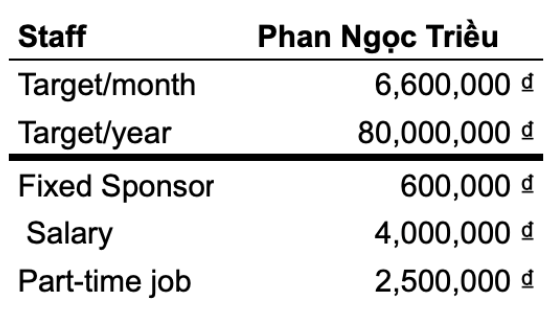 Staff Phan Ngọc Triều
Target/month 6,600,000 ₫
Target/year 80,000,000 ₫
Fixed Sponsor 600,000 ₫
Salary 4,000,000 ₫
Part-time job 2,500,000 ₫